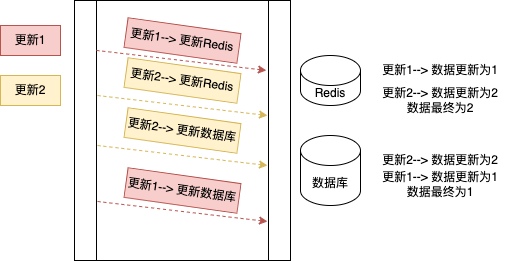 更新1
更新2
更新1--> 更新Redis
更新2--> 更新Redis
更新2--> 更新数据库
更新1--> 更新数据库
Redis
更新1--> 数据更新为1
更新2--> 数据更新为2
数据最终为2
数据库
更新2--> 数据更新为2
更新1--> 数据更新为1
数据最终为1